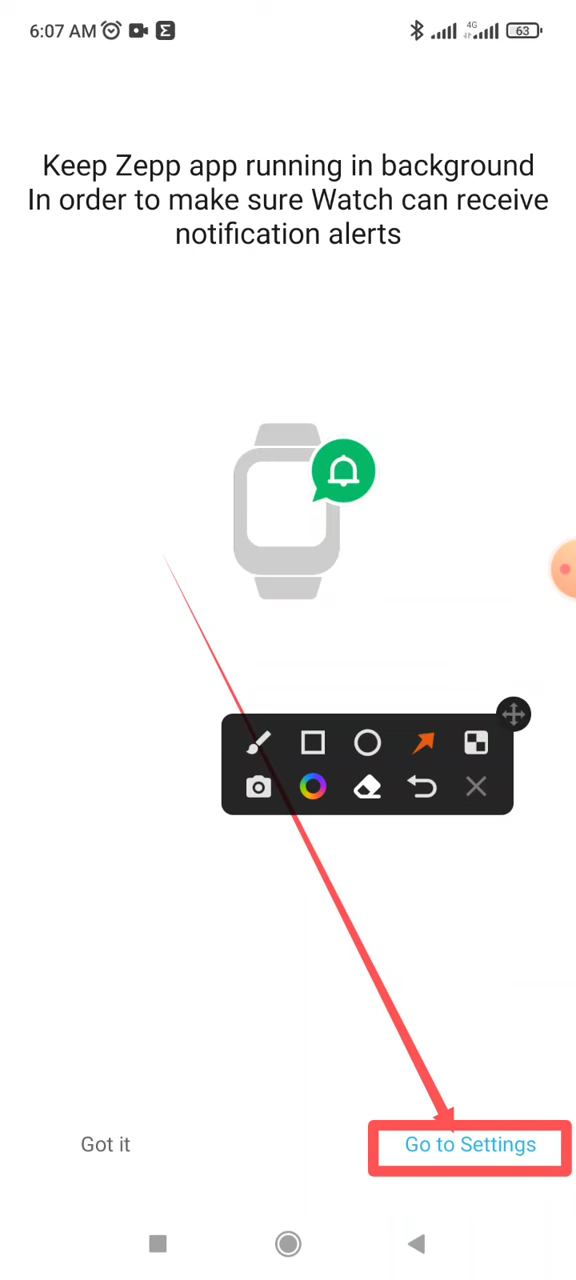 6:07 AM
4G
63
Keep Zepp app running in background
In order to make sure Watch can receive
notification alerts
Got it
Go to Settings